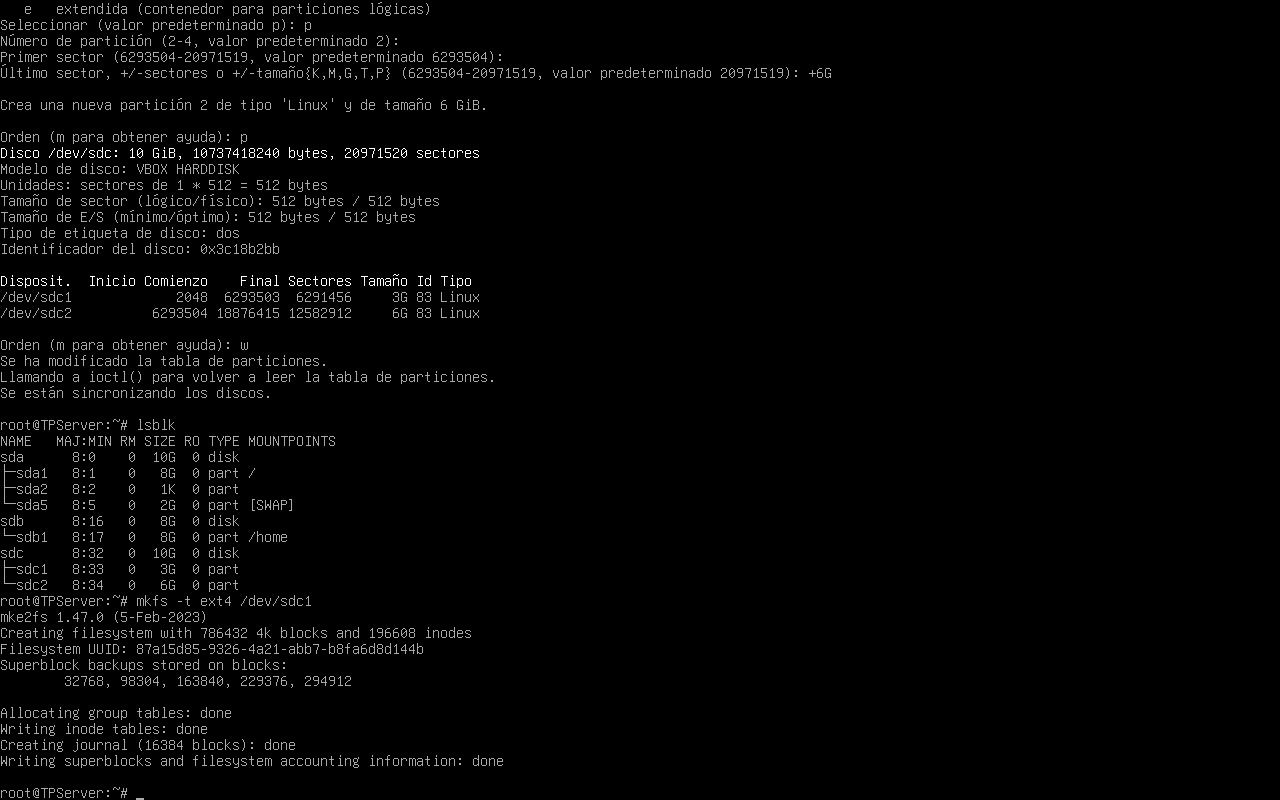 e   extendida (contenedor para particiones lógicas)
Seleccionar (valor predeterminado p): p
Número de partición (2-4, valor predeterminado 2):
Primer sector (6293504-20971519, valor predeterminado 6293504):
Último sector, +/-sectores o +/-tamaño{K,M,G,T,P} (6293504-20971519, valor predeterminado 20971519): +6G

Crea una nueva partición 2 de tipo 'Linux' y de tamaño 6 GiB.

Orden (m para obtener ayuda): p
Disco /dev/sdc: 10 GiB, 10737418240 bytes, 20971520 sectores
Modelo de disco: VBOX HARDDISK
Unidades: sectores de 1 * 512 = 512 bytes
Tamaño de sector (lógico/físico): 512 bytes / 512 bytes
Tamaño de E/S (mínimo/óptimo): 512 bytes / 512 bytes
Tipo de etiqueta de disco: dos
Identificador del disco: 0x3c18b2bb

Disposit.  Inicio Comienzo    Final Sectores Tamaño Id Tipo
/dev/sdc1             2048  6293503  6291456     3G 83 Linux
/dev/sdc2          6293504 18876415 12582912     6G 83 Linux

Orden (m para obtener ayuda): w
Se ha modificado la tabla de particiones.
Llamando a ioctl() para volver a leer la tabla de particiones.
Se están sincronizando los discos.

root@TPServer:~# lsblk
NAME   MAJ:MIN RM SIZE RO TYPE MOUNTPOINTS
sda      8:0    0  10G  0 disk
├─sda1   8:1    0   8G  0 part /
├─sda2   8:2    0   1K  0 part
└─sda5   8:5    0   2G  0 part [SWAP]
sdb      8:16   0   8G  0 disk
└─sdb1   8:17   0   8G  0 part /home
sdc      8:32   0  10G  0 disk
├─sdc1   8:33   0   3G  0 part
└─sdc2   8:34   0   6G  0 part
root@TPServer:~# mkfs -t ext4 /dev/sdc1
mke2fs 1.47.0 (5-Feb-2023)
Creating filesystem with 786432 4k blocks and 196608 inodes
Filesystem UUID: 87a15d85-9326-4a21-abb7-b8fa6d8d144b
Superblock backups stored on blocks:
        32768, 98304, 163840, 229376, 294912

Allocating group tables: done
Writing inode tables: done
Creating journal (16384 blocks): done
Writing superblocks and filesystem accounting information: done

root@TPServer:~# _